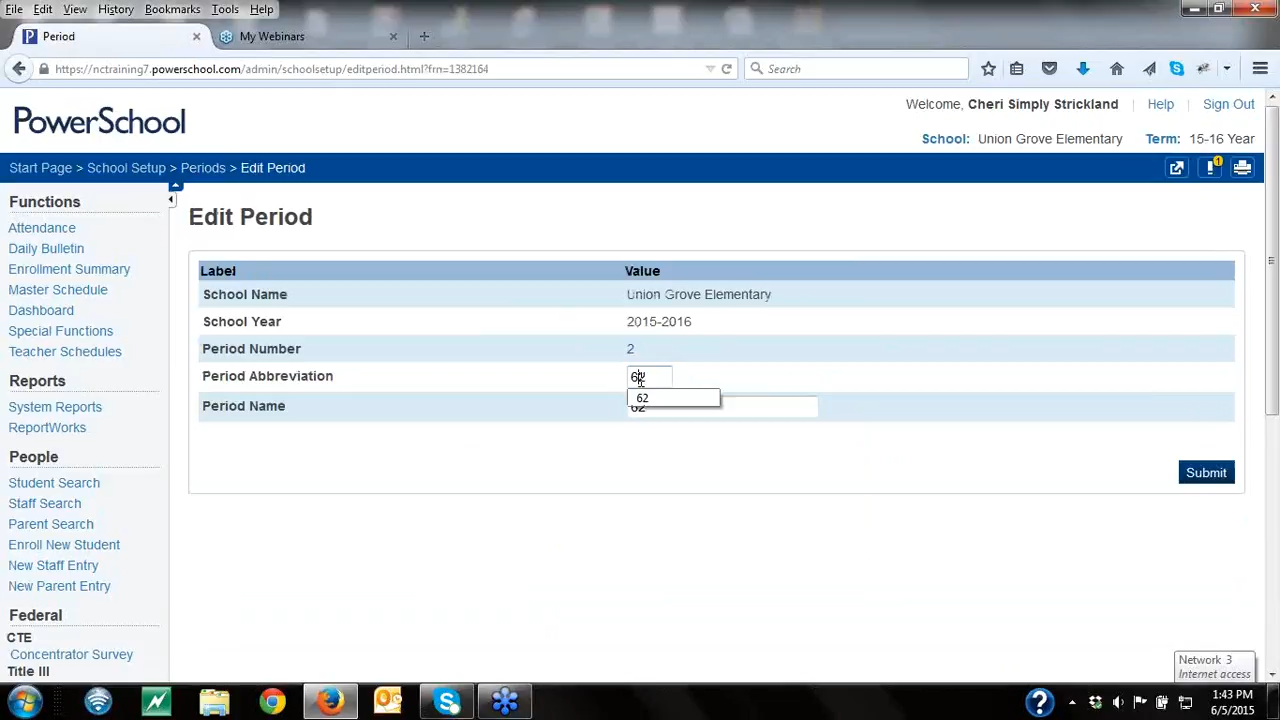 File Edit View History Bookmarks Tools Help
Period
My Webinars
https://nctraining7.powerschool.com/admin/schoolsetup/editperiod.html?frn=1382164
Search
PowerSchool
Welcome, Cheri Simply Strickland
Help
Sign Out
School: Union Grove Elementary
Term: 15-16 Year
Start Page > School Setup > Periods > Edit Period
Functions
Attendance
Daily Bulletin
Enrollment Summary
Master Schedule
Dashboard
Special Functions
Teacher Schedules
Reports
System Reports
ReportWorks
People
Student Search
Staff Search
Parent Search
Enroll New Student
New Staff Entry
New Parent Entry
Federal
CTE
Concentrator Survey
Title III
Edit Period
Label Value
School Name Union Grove Elementary
School Year 2015-2016
Period Number 2
Period Abbreviation 62
62
Period Name 62
Submit
Network 3
Internet access
1:43 PM
6/5/2015